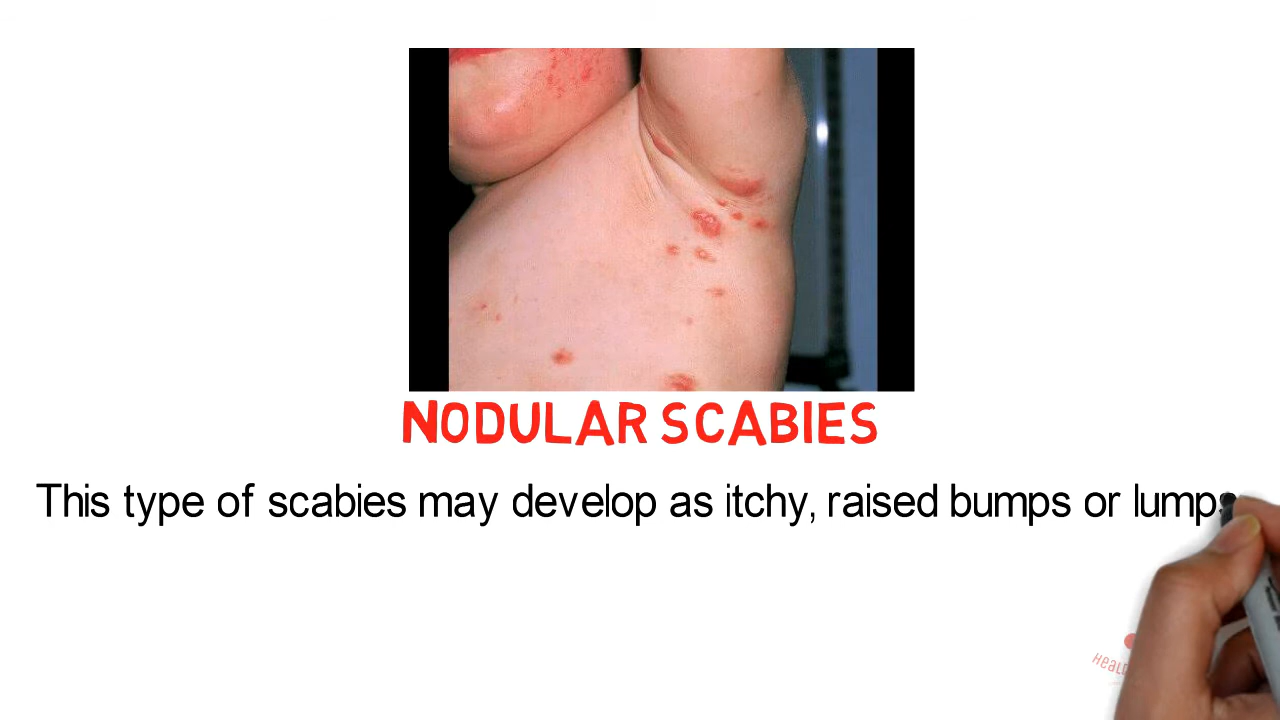 NODULAR SCABIES
This type of scabies may develop as itchy, raised bumps or lumps